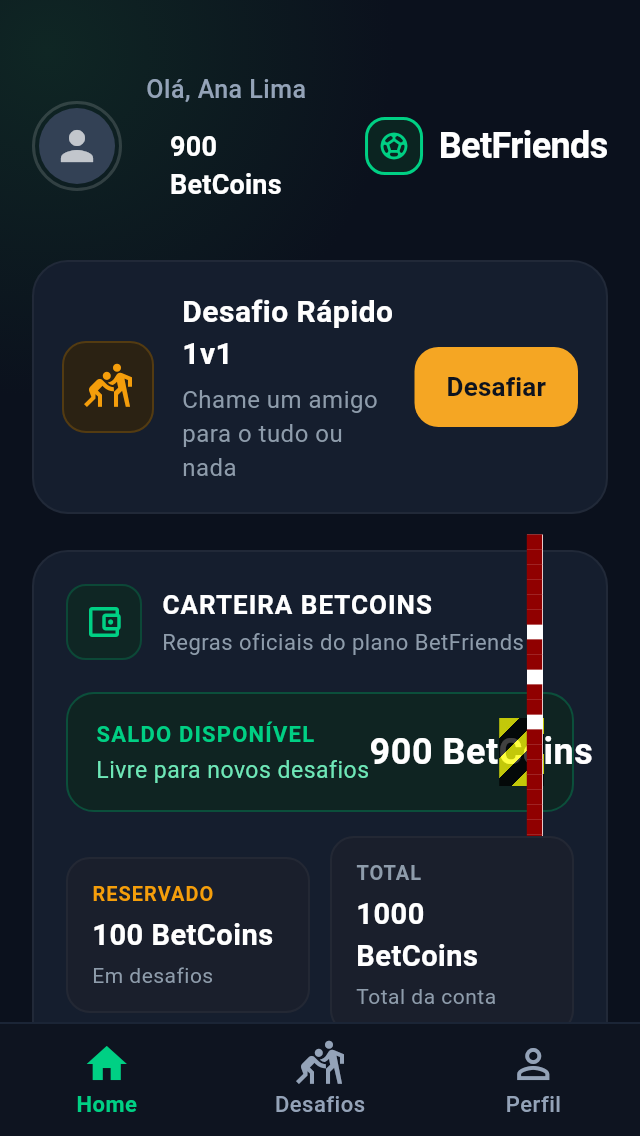 Olá, Ana Lima
900
BetCoins
BetFriends
Desafio Rápido
1v1
Chame um amigo
para o tudo ou
nada
Desafiar
CARTEIRA BETCOINS
Regras oficiais do plano BetFriends
SALDO DISPONÍVEL
Livre para novos desafios
900 BetCoins
RESERVADO
100 BetCoins
Em desafios
TOTAL
1000
BetCoins
Total da conta
Home
Desafios
Perfil